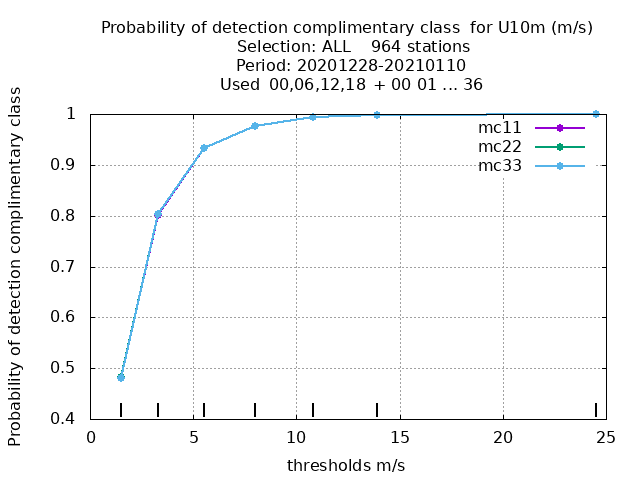 Probability of detection complimentary class  for U10m (m/s)
Selection: ALL    964 stations
Period: 20201228-20210110
Used  00,06,12,18  + 00 01 ... 36
Probability of detection complimentary class
1
0.9
0.8
0.7
0.6
0.5
0.4
mc11
mc22
mc33
0 5 10 15 20 25
thresholds m/s